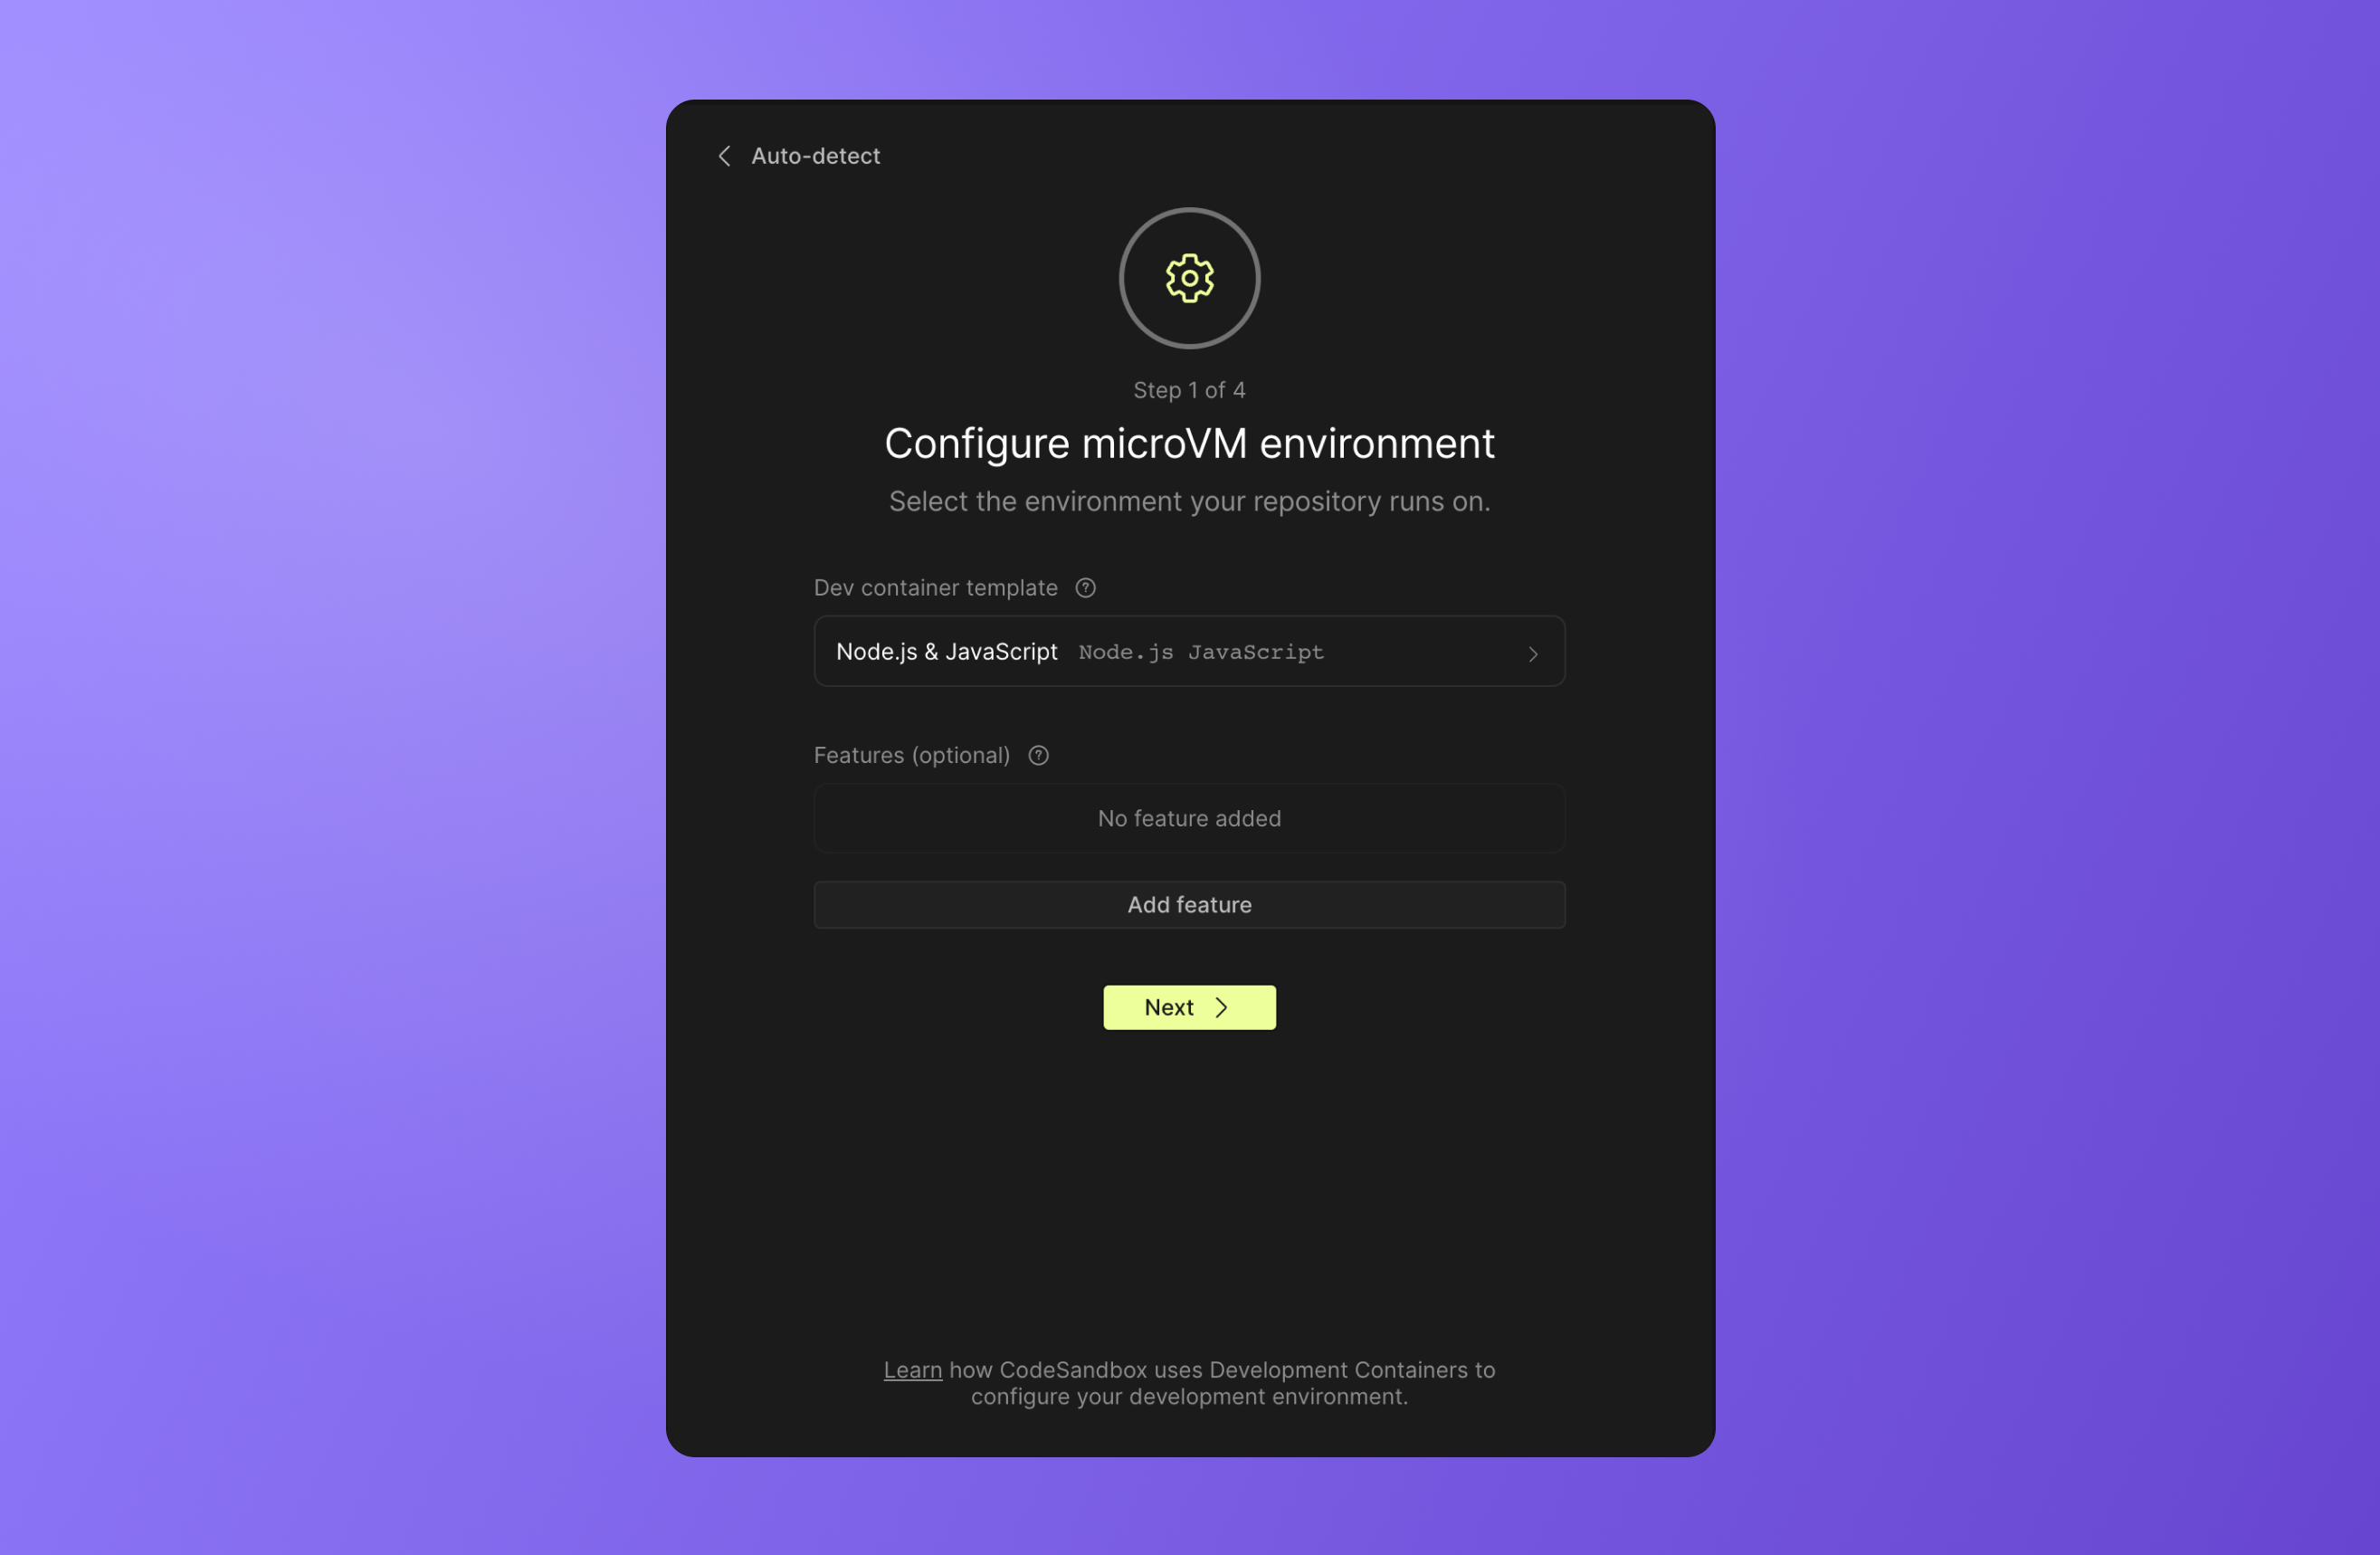 Auto-detect
Step 1 of 4
Configure microVM environment
Select the environment your repository runs on.
Dev container template ?
Node.js & JavaScript Node.js JavaScript
Features (optional) ?
No feature added
Add feature
Next
Learn how CodeSandbox uses Development Containers to
configure your development environment.